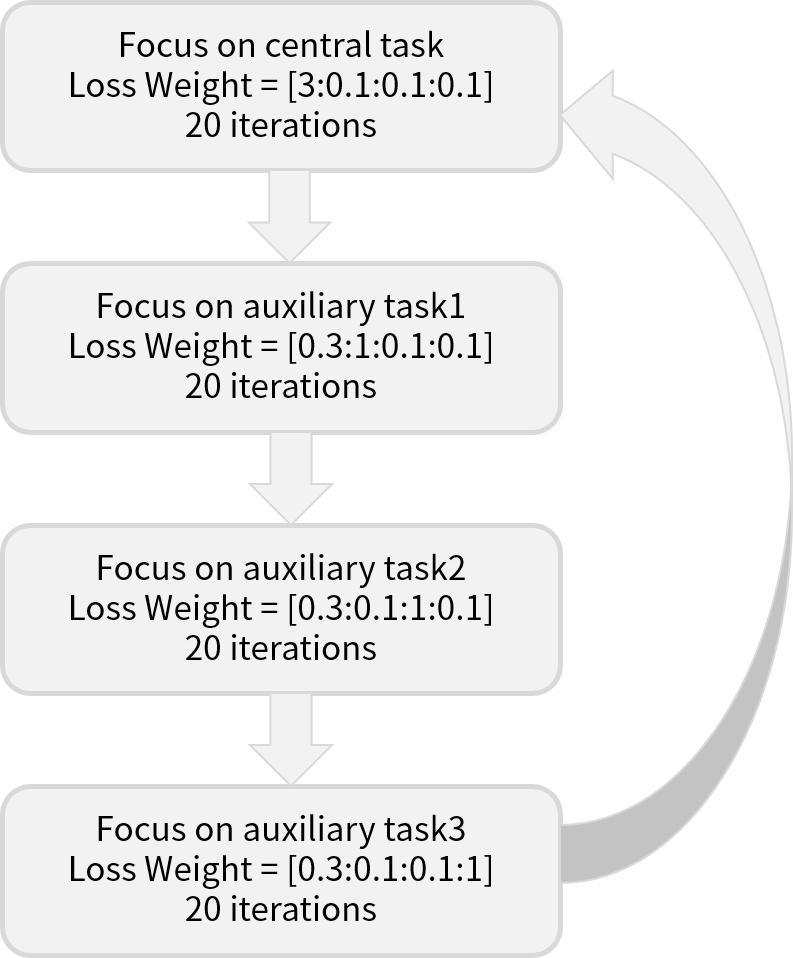 Focus on central task
Loss Weight = [3:0.1:0.1:0.1]
20 iterations
Focus on auxiliary task1
Loss Weight = [0.3:1:0.1:0.1]
20 iterations
Focus on auxiliary task2
Loss Weight = [0.3:0.1:1:0.1]
20 iterations
Focus on auxiliary task3
Loss Weight = [0.3:0.1:0.1:1]
20 iterations